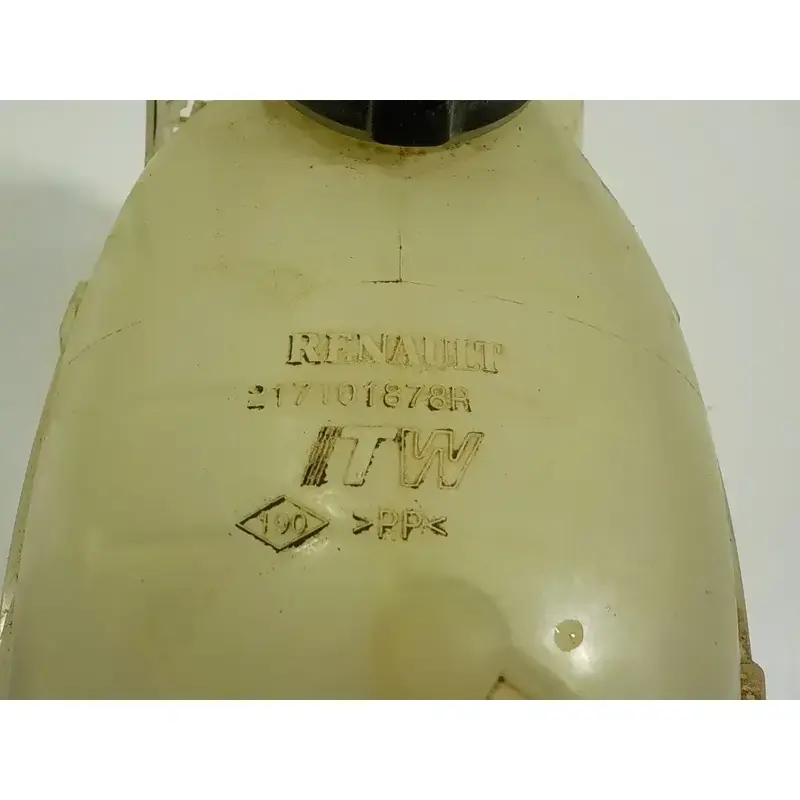 RENAULT
217101878R
ITW
190 >PP<